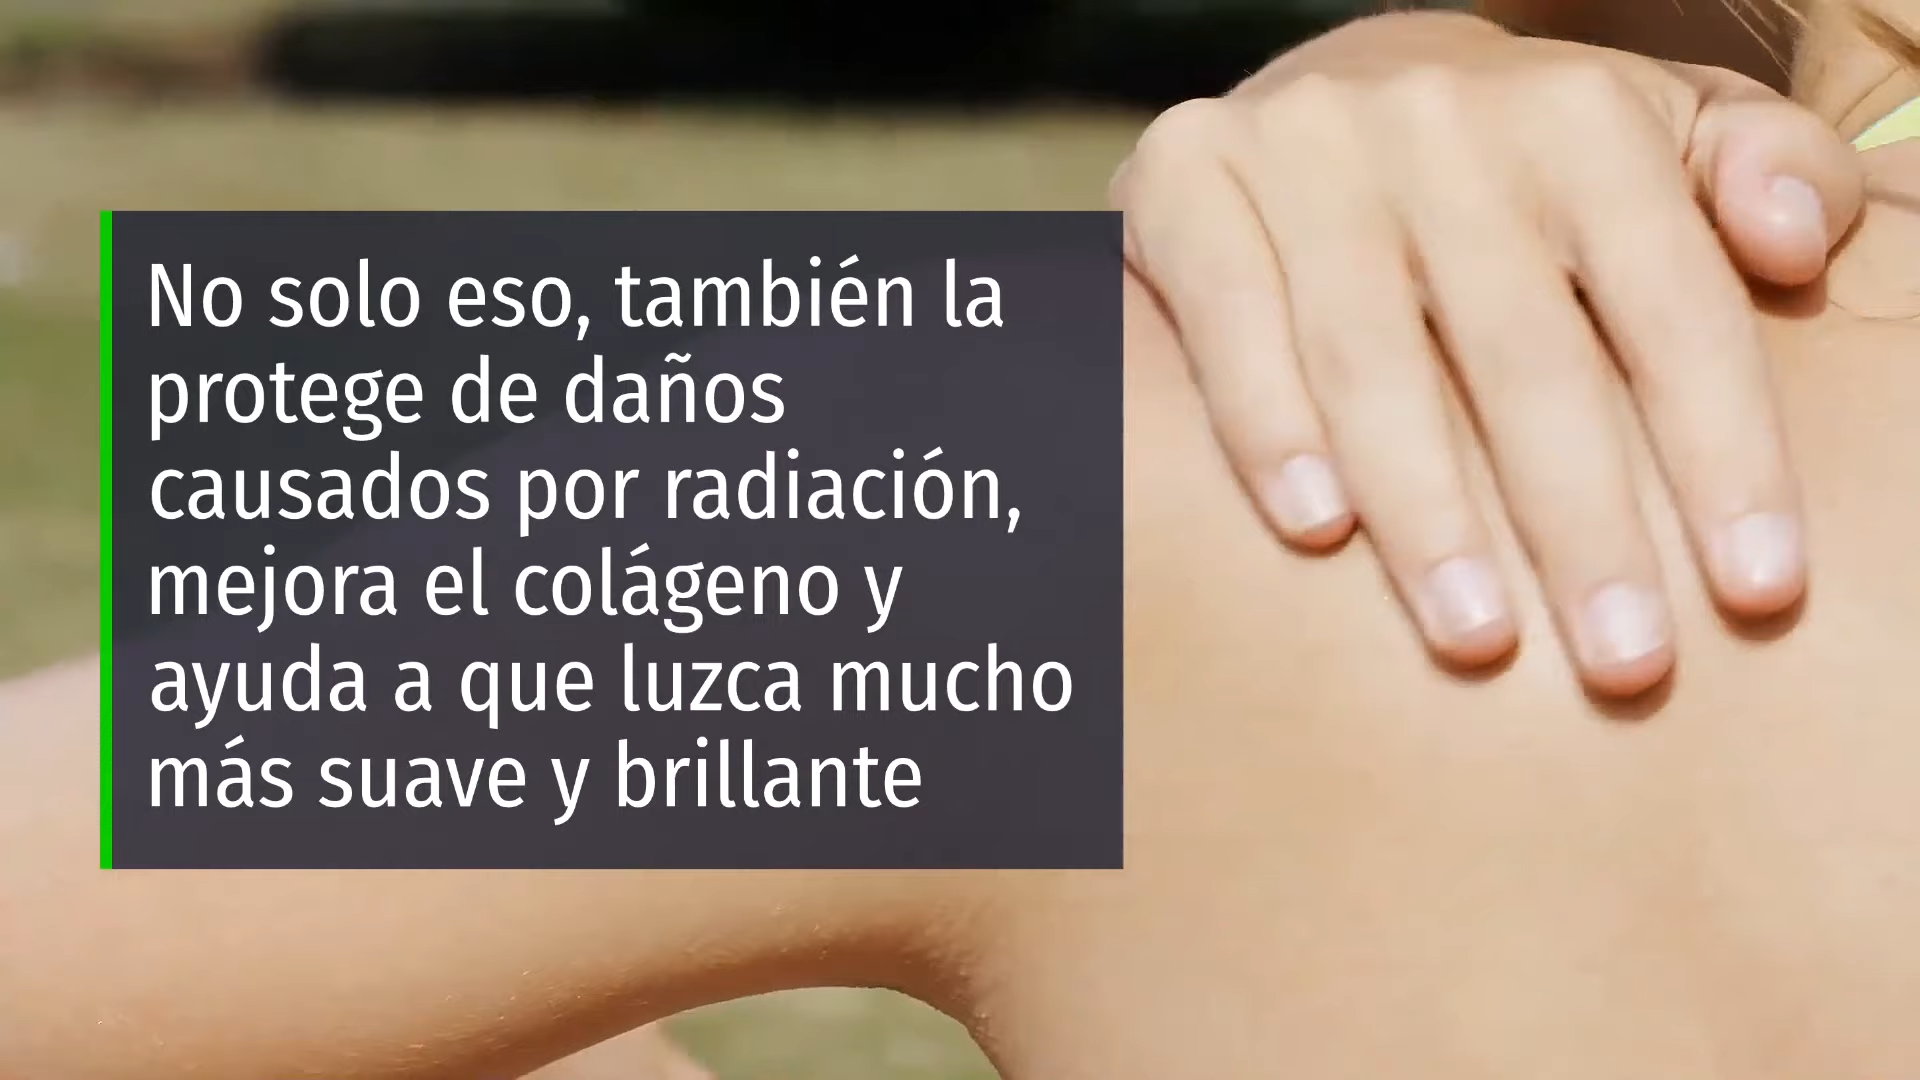 No solo eso, también la
protege de daños
causados por radiación,
mejora el colágeno y
ayuda a que luzca mucho
más suave y brillante